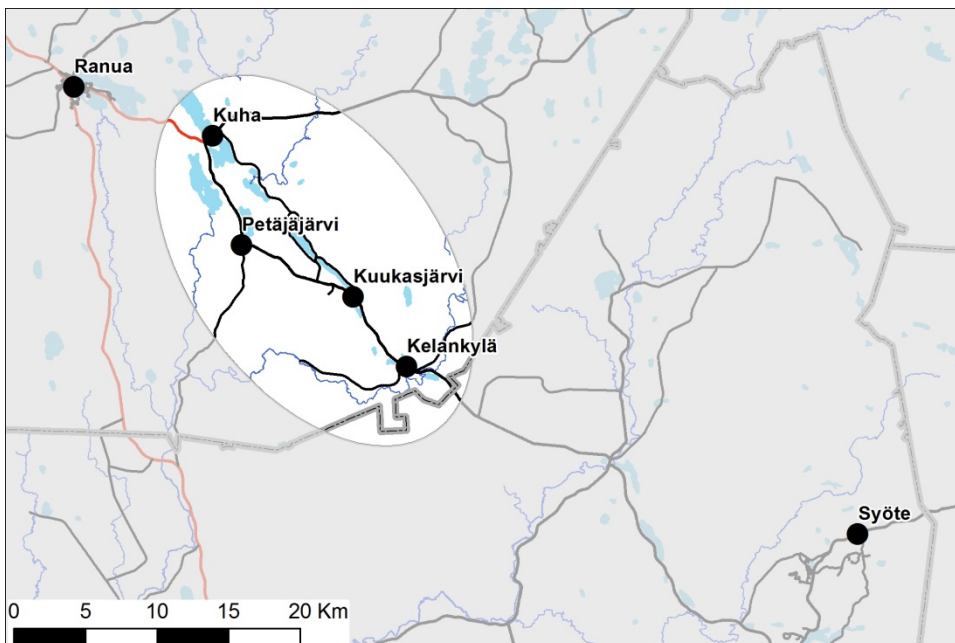 Ranua
Kuha
Petäjäjärvi
Kuukasjärvi
Kelankylä
Syöte
0 5 10 15 20 Km